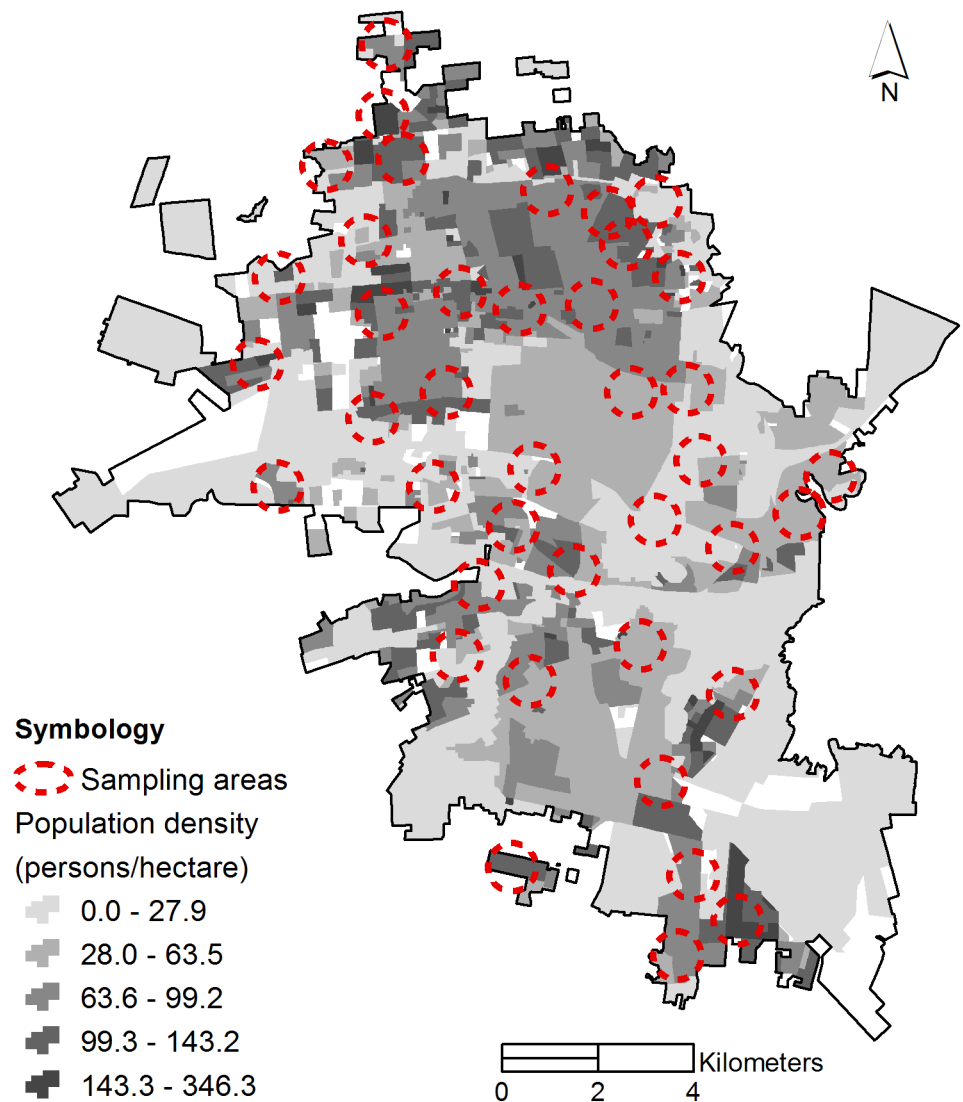 N
Symbology
Sampling areas
Population density
(persons/hectare)
0.0 - 27.9
28.0 - 63.5
63.6 - 99.2
99.3 - 143.2
143.3 - 346.3
Kilometers
0 2 4